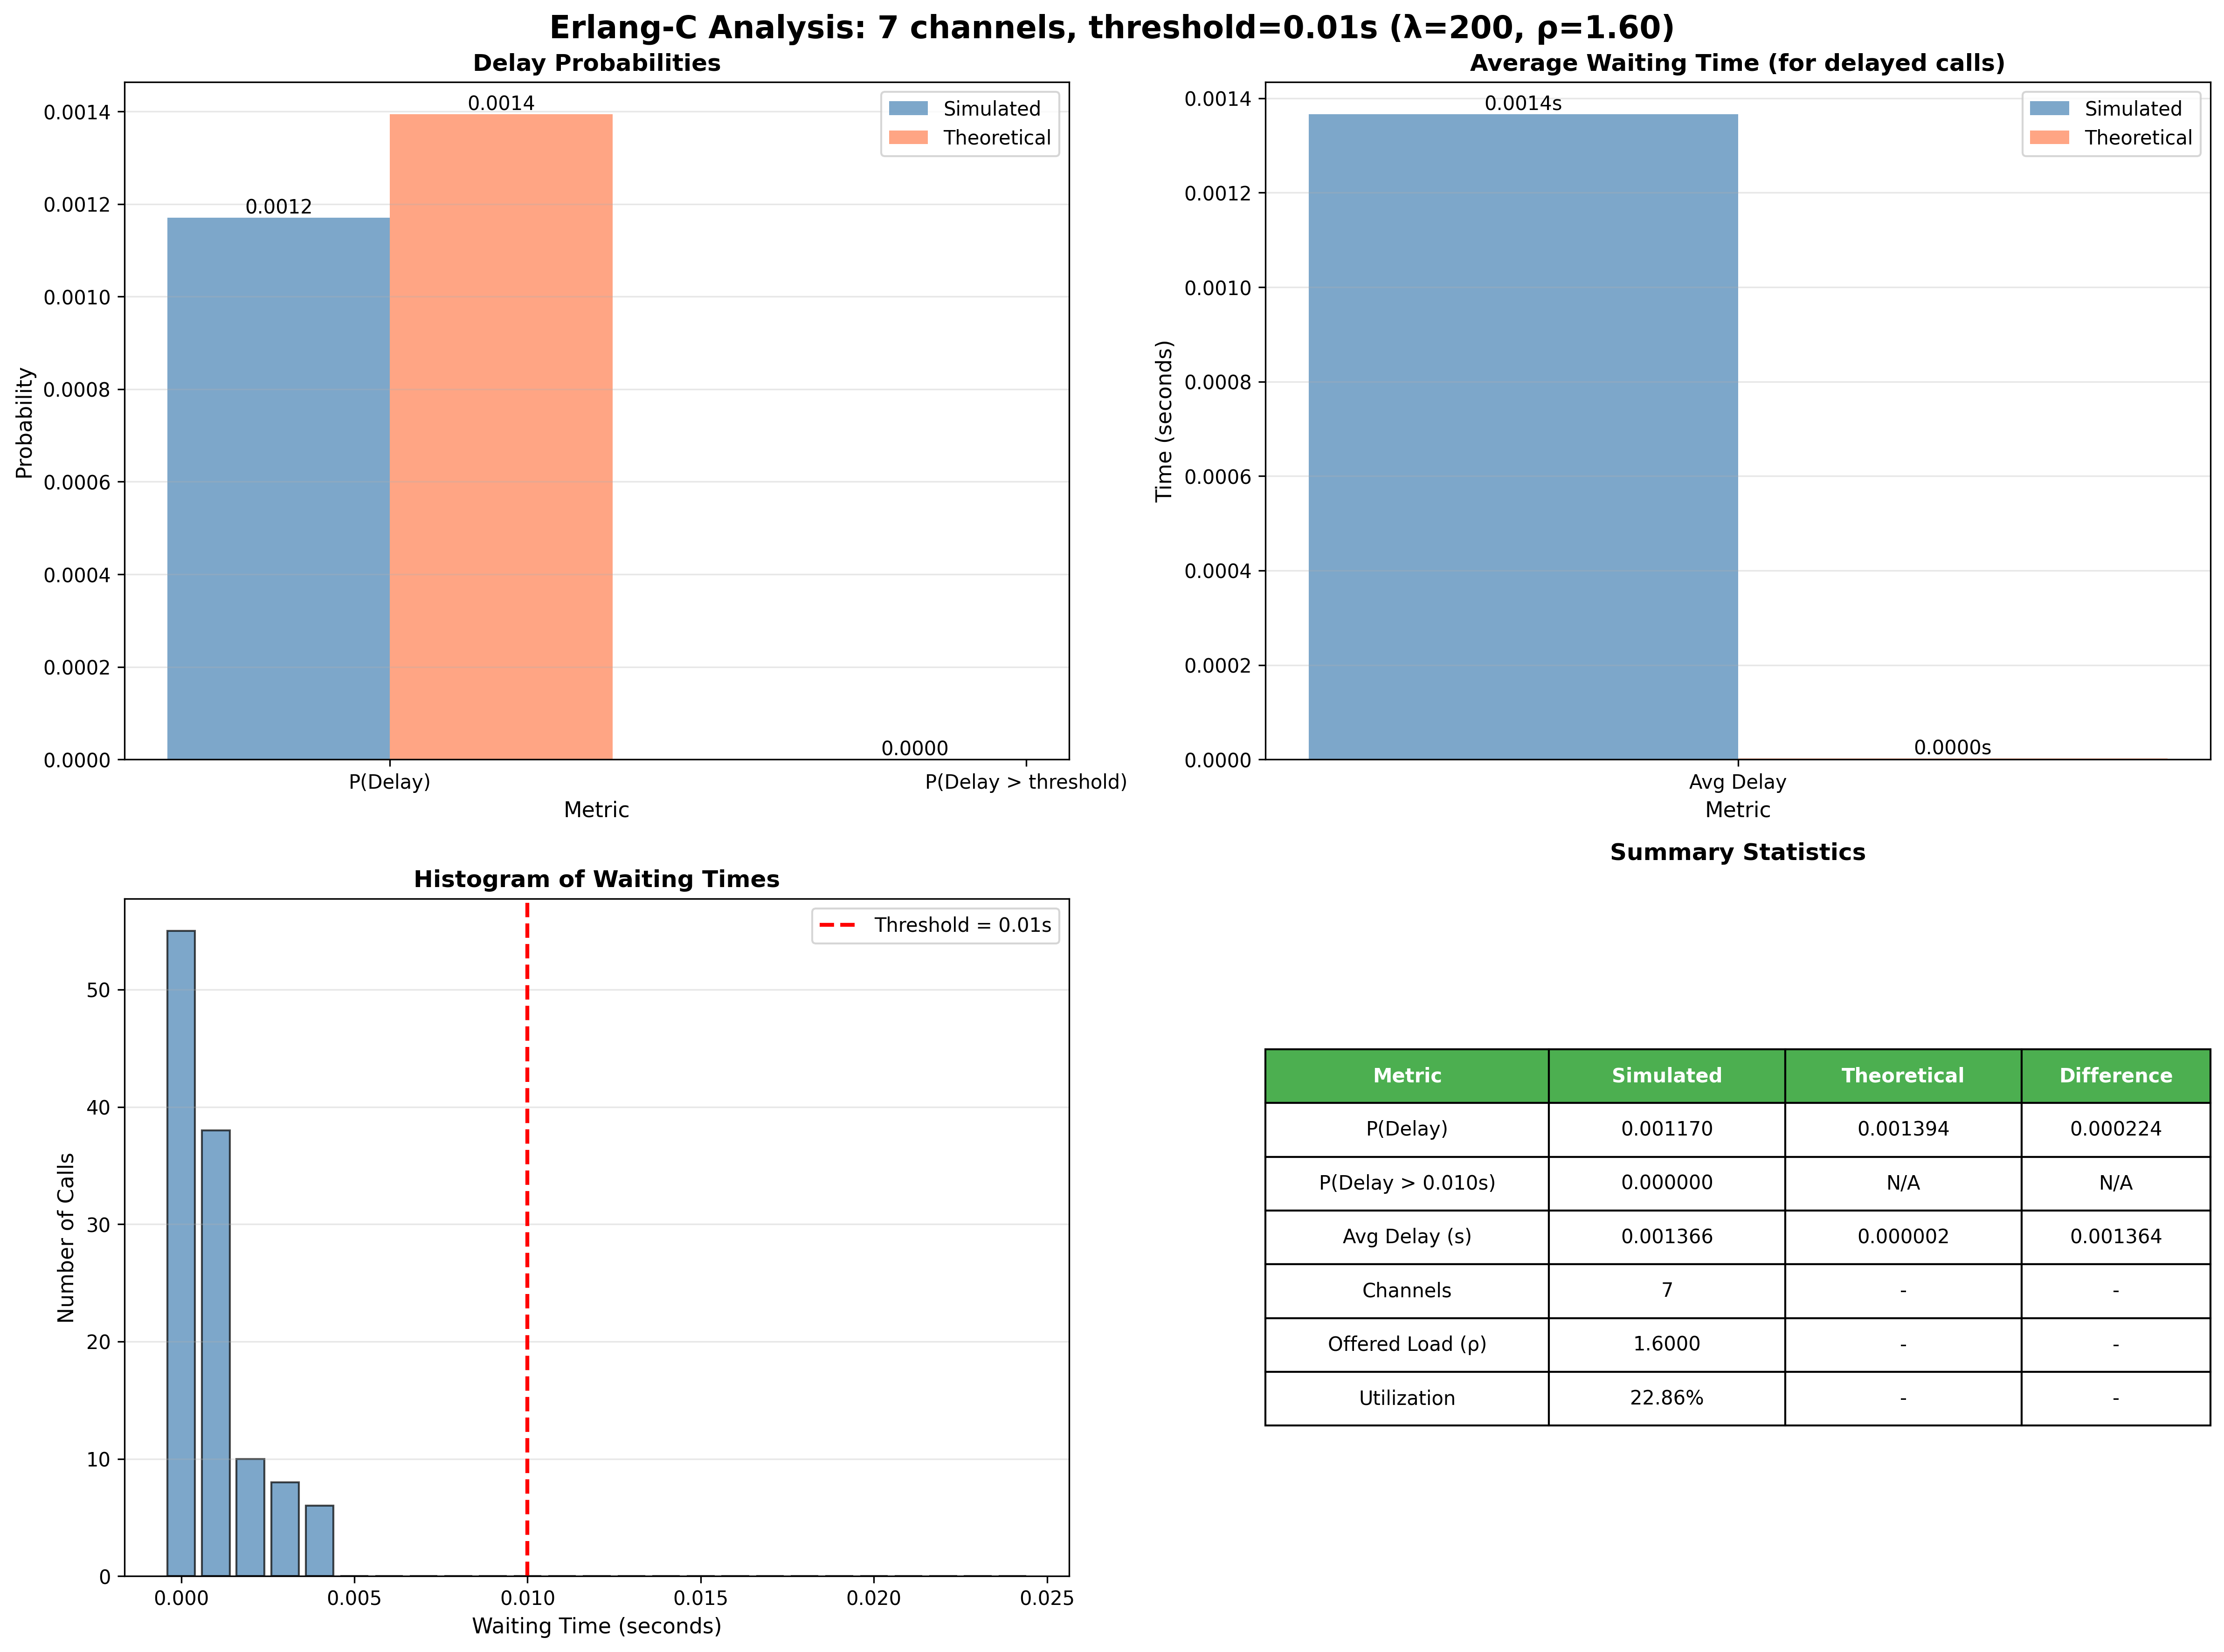 Erlang-C Analysis: 7 channels, threshold=0.01s (λ=200, ρ=1.60)
Delay Probabilities
0.0014
0.0012
0.0010
0.0008
0.0006
0.0004
0.0002
0.0000
Probability
0.0012
0.0014
0.0000
Simulated
Theoretical
P(Delay)
P(Delay > threshold)
Metric
Average Waiting Time (for delayed calls)
0.0014
0.0012
0.0010
0.0008
0.0006
0.0004
0.0002
0.0000
Time (seconds)
0.0014s
0.0000s
Simulated
Theoretical
Avg Delay
Metric
Histogram of Waiting Times
50
40
30
20
10
0
Number of Calls
Threshold = 0.01s
0.000 0.005 0.010 0.015 0.020 0.025
Waiting Time (seconds)
Summary Statistics
Metric Simulated Theoretical Difference
P(Delay) 0.001170 0.001394 0.000224
P(Delay > 0.010s) 0.000000 N/A N/A
Avg Delay (s) 0.001366 0.000002 0.001364
Channels 7 - -
Offered Load (ρ) 1.6000 - -
Utilization 22.86% - -